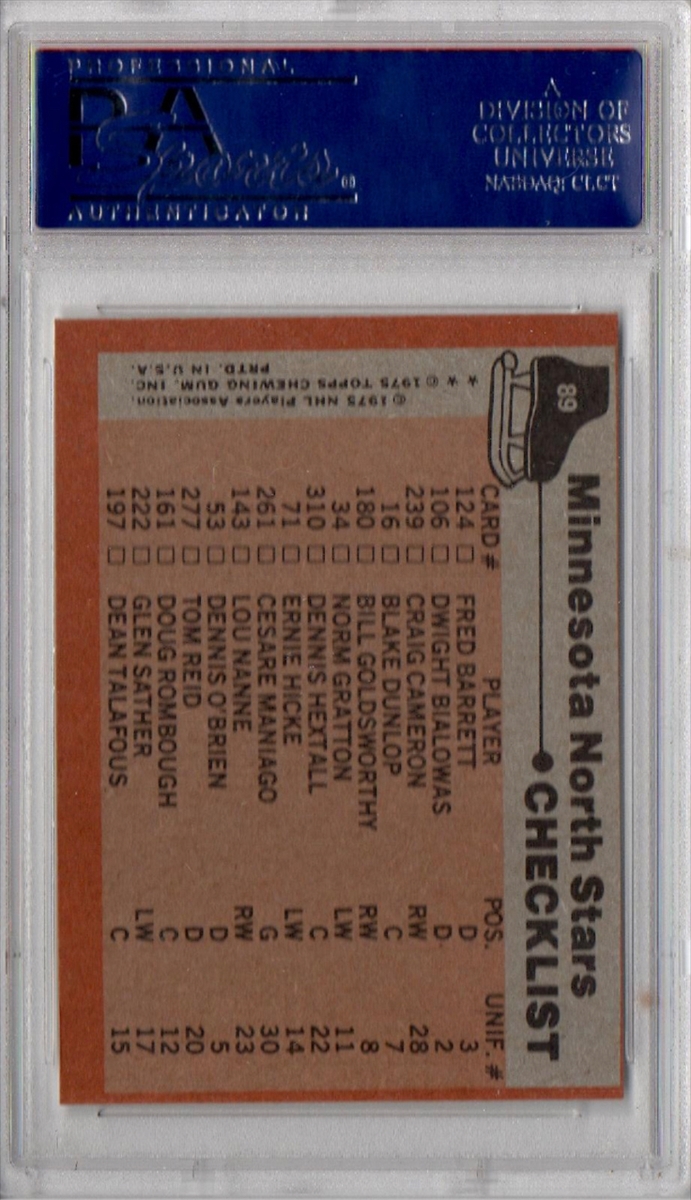 PROFESSIONAL
PSA
Sports
AUTHENTICATOR
A
DIVISION OF
COLLECTORS
UNIVERSE
NASDAQ: CLCT
89
Minnesota North Stars
CHECKLIST
CARD # PLAYER POS. UNIF. #
124 □ FRED BARRETT D 3
106 □ DWIGHT BIALOWAS D 2
239 □ CRAIG CAMERON RW 28
16 □ BLAKE DUNLOP C 7
180 □ BILL GOLDSWORTHY RW 8
34 □ NORM GRATTON LW 11
310 □ DENNIS HEXTALL C 22
71 □ ERNIE HICKE LW 14
261 □ CESARE MANIAGO G 30
143 □ LOU NANNE RW 23
53 □ DENNIS O'BRIEN D 5
277 □ TOM REID D 20
161 □ DOUG ROMBOUGH C 12
222 □ GLEN SATHER LW 17
197 □ DEAN TALAFOUS C 15
© 1975 NHL Players Association.
★ ★ © 1975 TOPPS CHEWING GUM, INC.
PRTD. IN U.S.A.